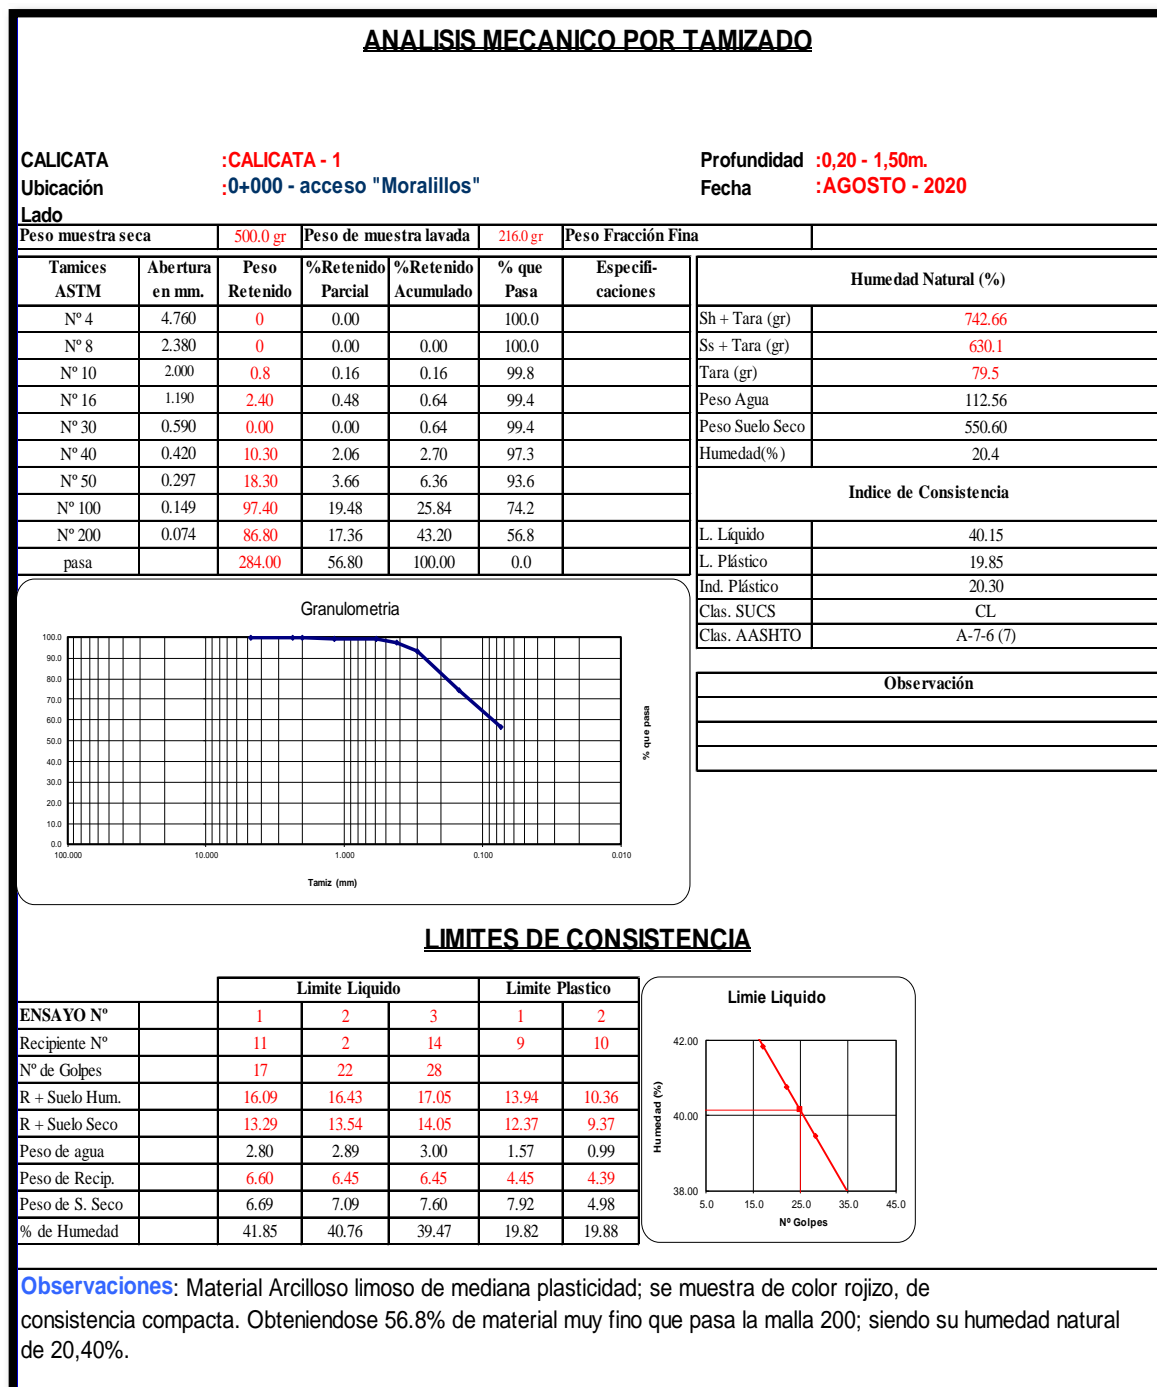 ANALISIS MECANICO POR TAMIZADO
CALICATA :CALICATA - 1 Profundidad :0,20 - 1,50m.
Ubicación :0+000 - acceso "Moralillos" Fecha :AGOSTO - 2020
Lado
Peso muestra seca 500.0 gr Peso de muestra lavada 216.0 gr Peso Fracción Fina
Tamices Abertura Peso %Retenido %Retenido % que Especifi-
ASTM en mm. Retenido Parcial Acumulado Pasa caciones
Humedad Natural (%)
Nº 4 4.760 0 0.00 100.0 Sh + Tara (gr) 742.66
Nº 8 2.380 0 0.00 0.00 100.0 Ss + Tara (gr) 630.1
Nº 10 2.000 0.8 0.16 0.16 99.8 Tara (gr) 79.5
Nº 16 1.190 2.40 0.48 0.64 99.4 Peso Agua 112.56
Nº 30 0.590 0.00 0.00 0.64 99.4 Peso Suelo Seco 550.60
Nº 40 0.420 10.30 2.06 2.70 97.3 Humedad(%) 20.4
Nº 50 0.297 18.30 3.66 6.36 93.6
Indice de Consistencia
Nº 100 0.149 97.40 19.48 25.84 74.2
Nº 200 0.074 86.80 17.36 43.20 56.8 L. Líquido 40.15
pasa 284.00 56.80 100.00 0.0 L. Plástico 19.85
Ind. Plástico 20.30
Clas. SUCS CL
Clas. AASHTO A-7-6 (7)
Observación
Granulometria
100.0
90.0
80.0
70.0
60.0
50.0
40.0
30.0
20.0
10.0
0.0
100.000 10.000 1.000 0.100 0.010
Tamiz (mm)
% que pasa
LIMITES DE CONSISTENCIA
Limite Liquido Limite Plastico
ENSAYO Nº 1 2 3 1 2
Recipiente Nº 11 2 14 9 10
Nº de Golpes 17 22 28
R + Suelo Hum. 16.09 16.43 17.05 13.94 10.36
R + Suelo Seco 13.29 13.54 14.05 12.37 9.37
Peso de agua 2.80 2.89 3.00 1.57 0.99
Peso de Recip. 6.60 6.45 6.45 4.45 4.39
Peso de S. Seco 6.69 7.09 7.60 7.92 4.98
% de Humedad 41.85 40.76 39.47 19.82 19.88
Limie Liquido
42.00
40.00
38.00
5.0 15.0 25.0 35.0 45.0
Nº Golpes
Humedad (%)
Observaciones: Material Arcilloso limoso de mediana plasticidad; se muestra de color rojizo, de
consistencia compacta. Obteniendose 56.8% de material muy fino que pasa la malla 200; siendo su humedad natural
de 20,40%.